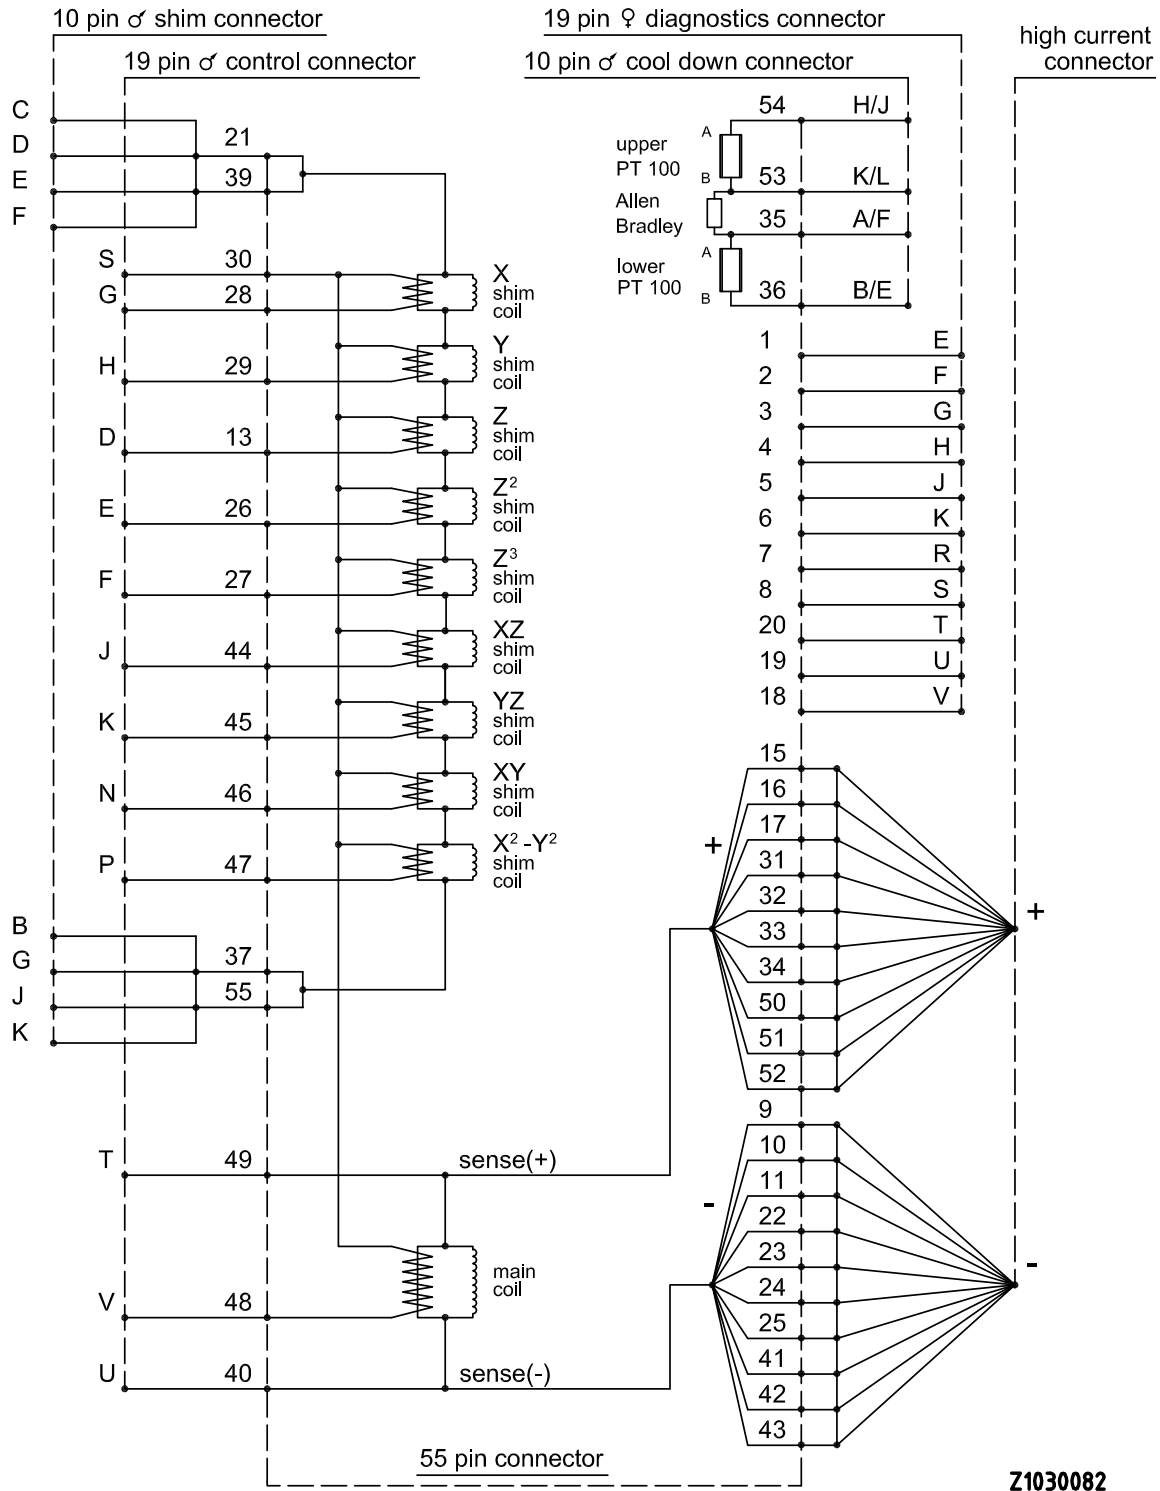 10 pin ♂ shim connector
19 pin ♂ control connector
19 pin ♀ diagnostics connector
10 pin ♂ cool down connector
high current
connector
C
D
E
F
21
39
S 30
G 28
X
shim
coil
H 29
Y
shim
coil
D 13
Z
shim
coil
E 26
Z²
shim
coil
F 27
Z³
shim
coil
J 44
XZ
shim
coil
K 45
YZ
shim
coil
N 46
XY
shim
coil
P 47
X² -Y²
shim
coil
B
G 37
J 55
K
T 49 sense(+)
main
coil
V 48
U 40 sense(-)
55 pin connector
54 H/J
A
upper
PT 100
B
53 K/L
Allen
Bradley
35 A/F
A
lower
PT 100
B
36 B/E
1 E
2 F
3 G
4 H
5 J
6 K
7 R
8 S
20 T
19 U
18 V
15
16
17
+
31
32
+
33
34
50
51
52
9
10
11
-
22
23
-
24
25
41
42
43
Z1030082